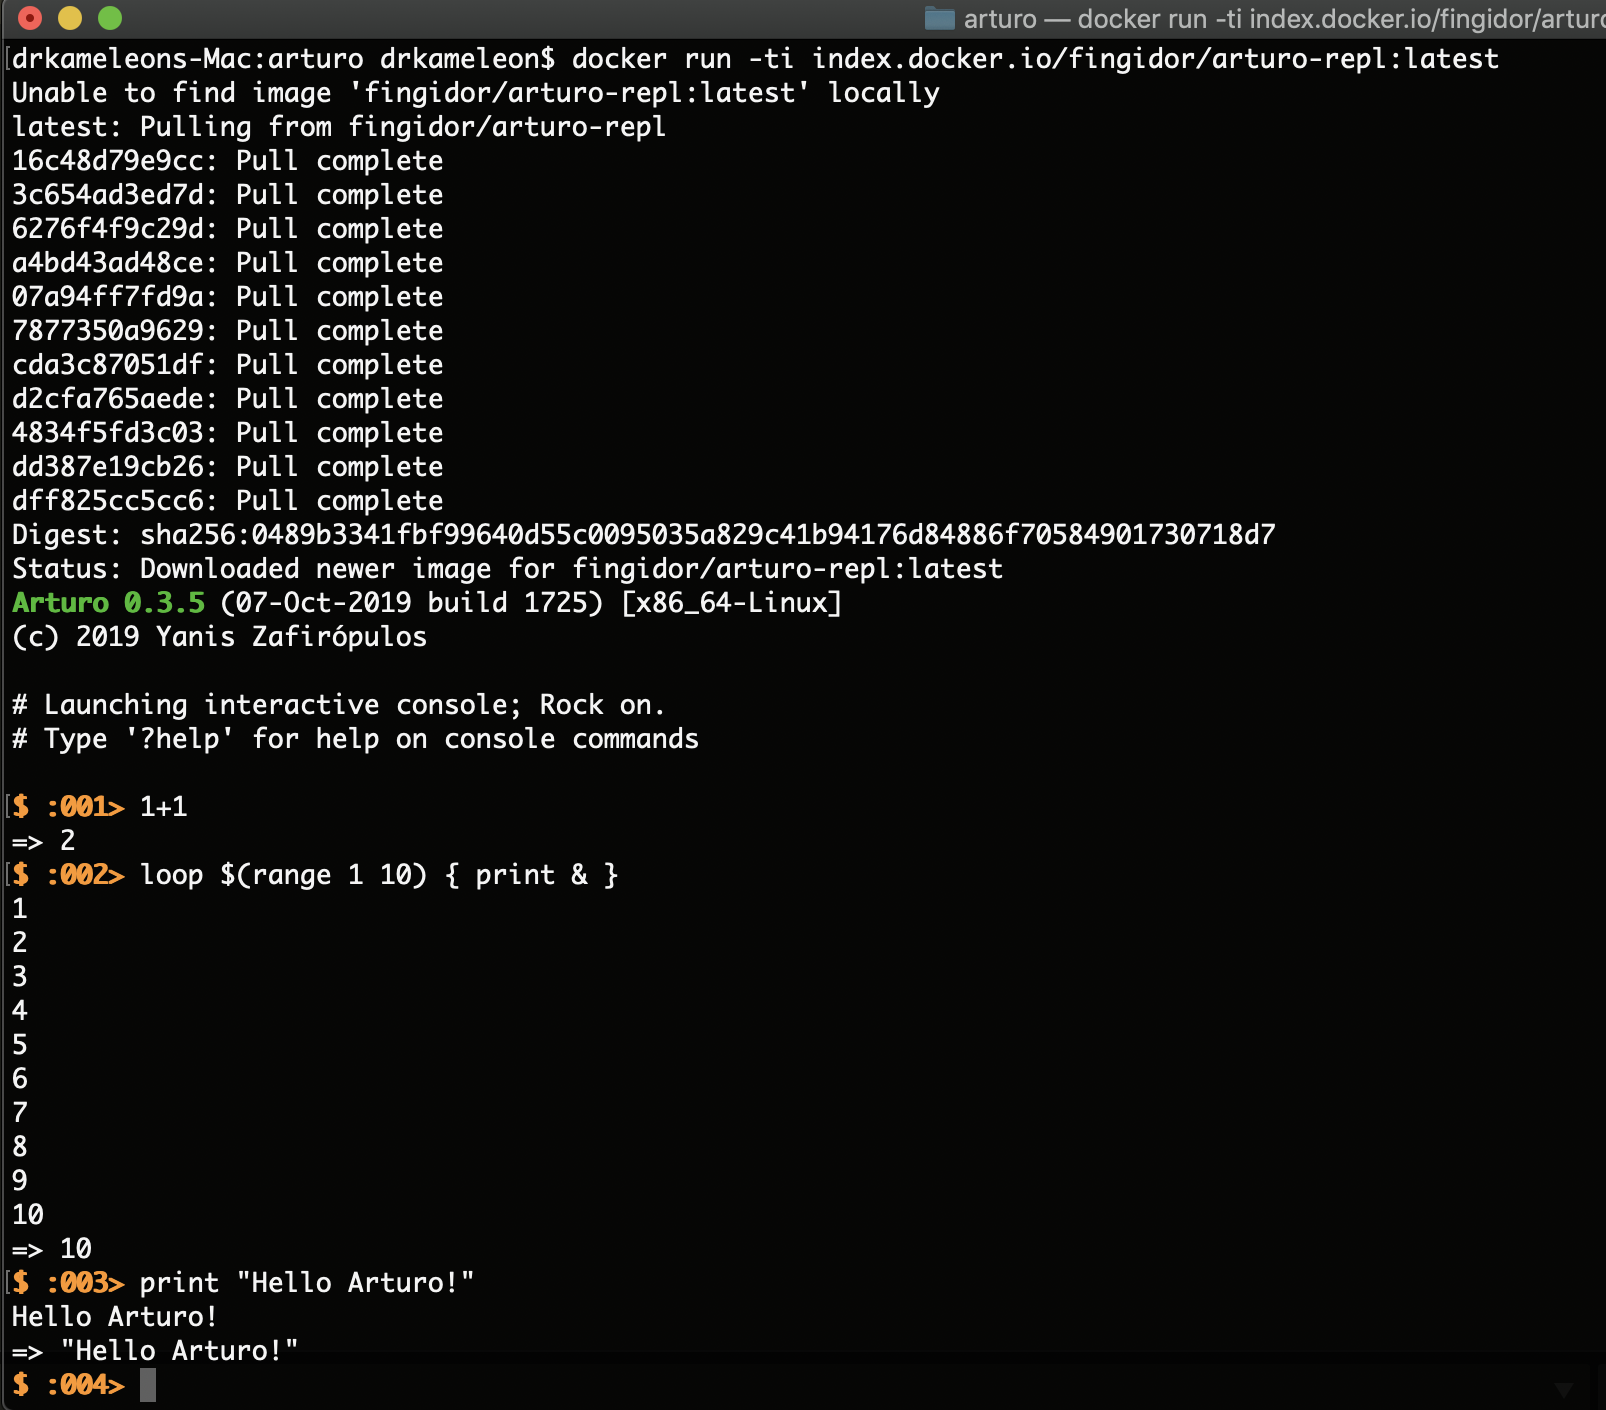 arturo — docker run -ti index.docker.io/fingidor/arturo
drkameleons-Mac:arturo drkameleon$ docker run -ti index.docker.io/fingidor/arturo-repl:latest
Unable to find image 'fingidor/arturo-repl:latest' locally
latest: Pulling from fingidor/arturo-repl
16c48d79e9cc: Pull complete
3c654ad3ed7d: Pull complete
6276f4f9c29d: Pull complete
a4bd43ad48ce: Pull complete
07a94ff7fd9a: Pull complete
7877350a9629: Pull complete
cda3c87051df: Pull complete
d2cfa765aede: Pull complete
4834f5fd3c03: Pull complete
dd387e19cb26: Pull complete
dff825cc5cc6: Pull complete
Digest: sha256:0489b3341fbf99640d55c0095035a829c41b94176d84886f70584901730718d7
Status: Downloaded newer image for fingidor/arturo-repl:latest
Arturo 0.3.5 (07-Oct-2019 build 1725) [x86_64-Linux]
(c) 2019 Yanis Zafirópulos
# Launching interactive console; Rock on.
# Type '?help' for help on console commands
$ :001> 1+1
=> 2
$ :002> loop $(range 1 10) { print & }
1
2
3
4
5
6
7
8
9
10
=> 10
$ :003> print "Hello Arturo!"
Hello Arturo!
=> "Hello Arturo!"
$ :004>